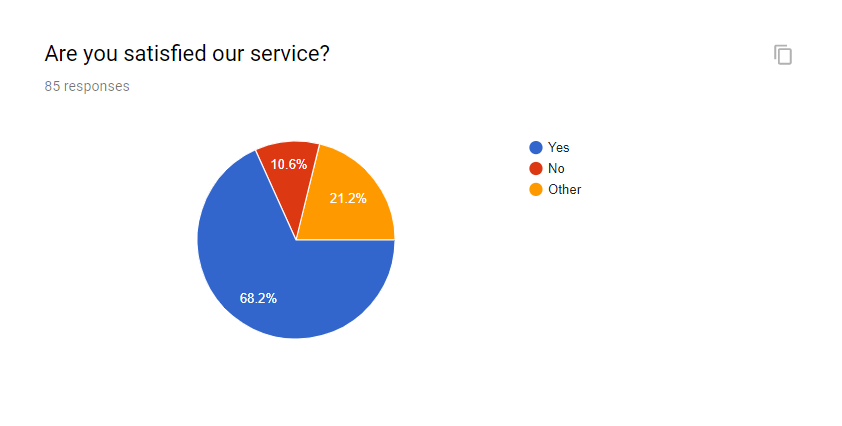 Are you satisfied our service?
85 responses
Yes
No
Other
10.6%
21.2%
68.2%